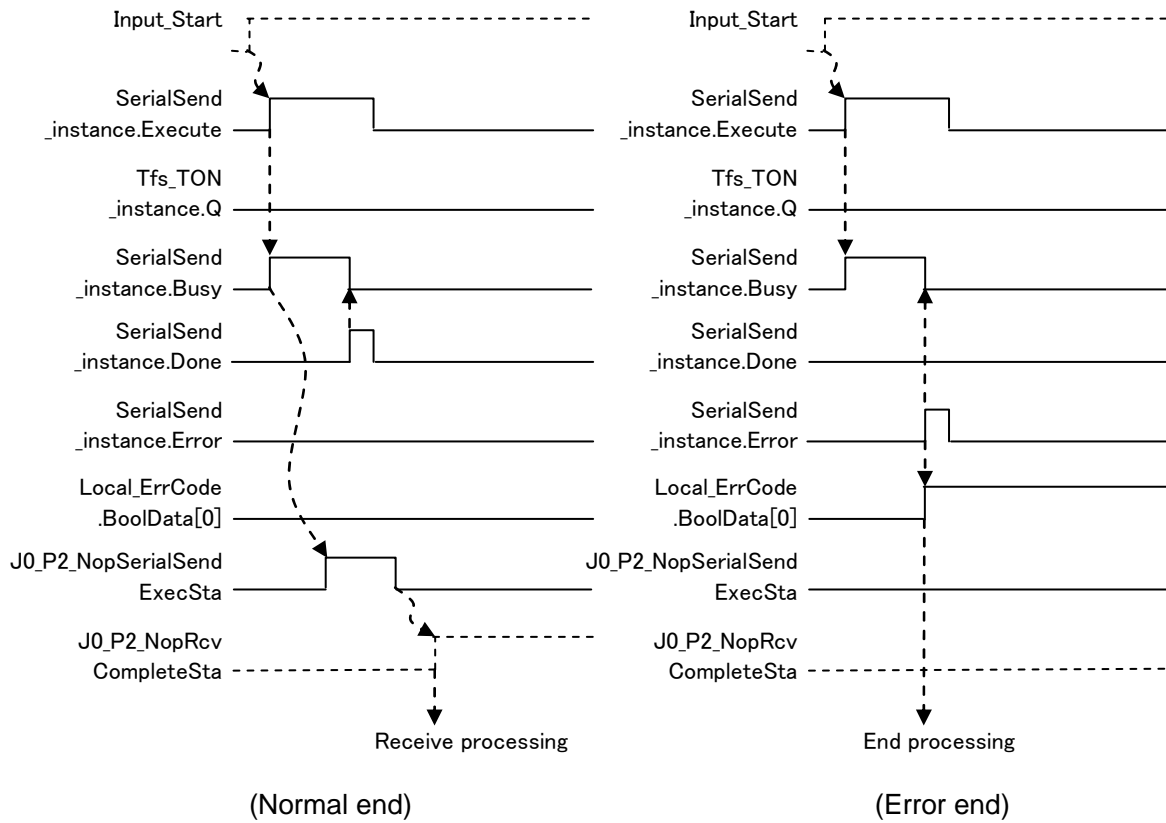 Input_Start
SerialSend
_instance.Execute
Tfs_TON
_instance.Q
SerialSend
_instance.Busy
SerialSend
_instance.Done
SerialSend
_instance.Error
Local_ErrCode
.BoolData[0]
J0_P2_NopSerialSend
ExecSta
J0_P2_NopRcv
CompleteSta
Receive processing
(Normal end)
Input_Start
SerialSend
_instance.Execute
Tfs_TON
_instance.Q
SerialSend
_instance.Busy
SerialSend
_instance.Done
SerialSend
_instance.Error
Local_ErrCode
.BoolData[0]
J0_P2_NopSerialSend
ExecSta
J0_P2_NopRcv
CompleteSta
End processing
(Error end)